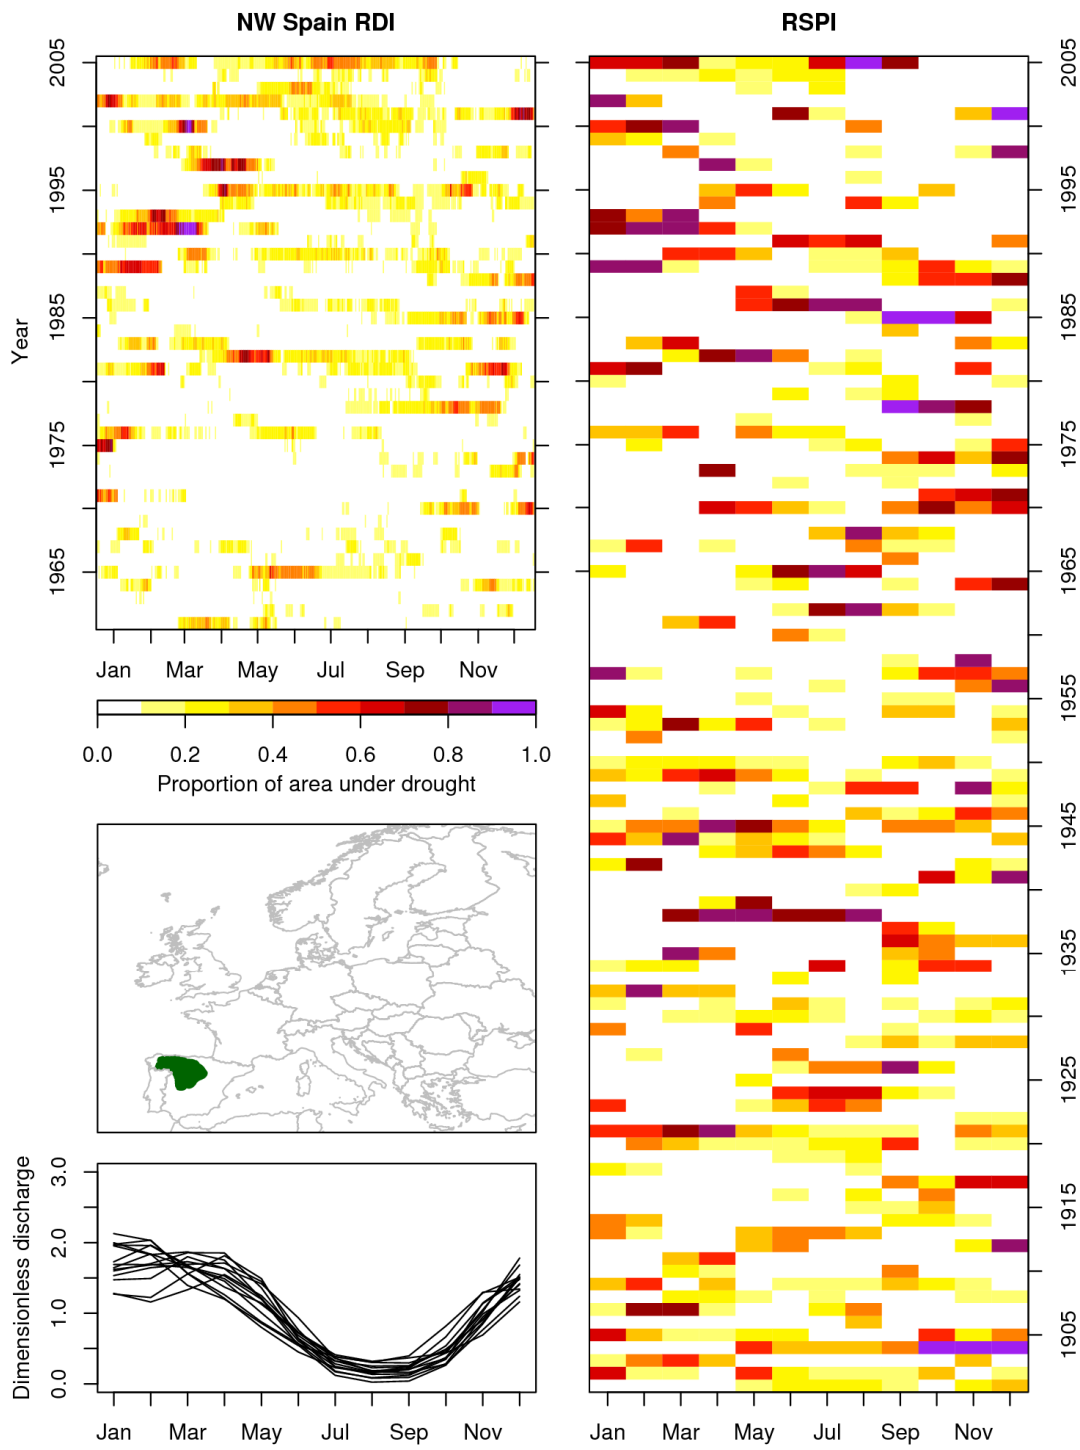 NW Spain RDI
RSPI
Year
2005
1995
1985
1975
1965
Jan Mar May Jul Sep Nov
0.0 0.2 0.4 0.6 0.8 1.0
Proportion of area under drought
Dimensionless discharge
3.0
2.0
1.0
0.0
Jan Mar May Jul Sep Nov
2005
1995
1985
1975
1965
1955
1945
1935
1925
1915
1905
Jan Mar May Jul Sep Nov